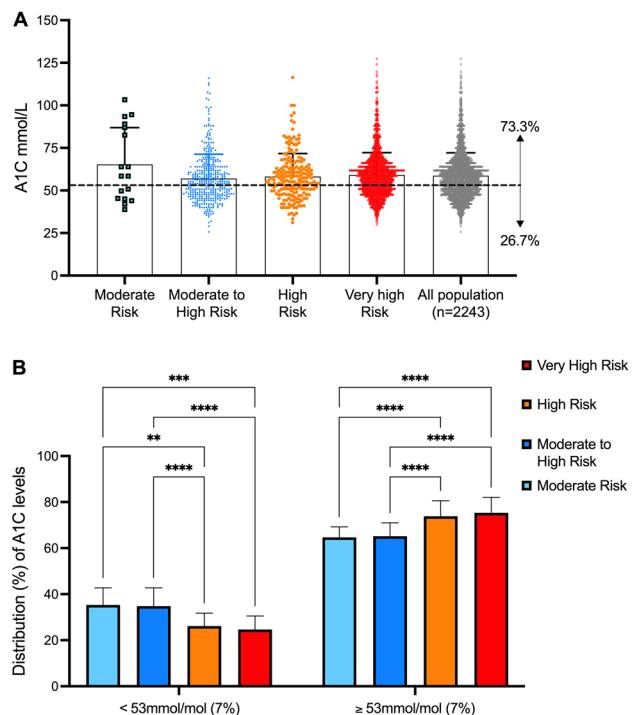 A
A1C mmol/L
150
125
100
75
50
25
0
73.3%
26.7%
Moderate
Risk
Moderate to
High Risk
High
Risk
Very high
Risk
All population
(n=2243)
B
Very High Risk
High Risk
Moderate to
High Risk
Moderate Risk
Distribution (%) of A1C levels
100
80
60
40
20
0
***
****
**
****
****
****
****
****
< 53mmol/mol (7%)
≥ 53mmol/mol (7%)